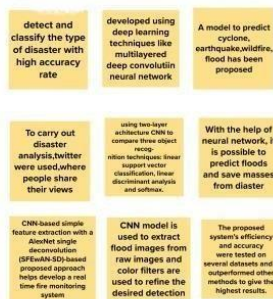 detect and
classify the type
of disaster with
high accuracy
rate
developed using
deep learning
techniques like
multilayered
deep convolutiin
neural network
A model to predict
cyclone,
earthquake,wildfire,
flood has been
proposed
To carry out
disaster
analysis,twitter
were used,where
people share
their views
using two-layer
achitecture CNN to
compare three object
recog-
nition techniques: linear
support vector
classification, linear
discriminant analysis
and softmax.
With the help of
neural network, i
is possible to
predict floods
and save masses
from diaster
CNN-based simple
feature extraction with a
AlexNet single
deconvolution
(SFEwAN-SD)-based
proposed approach
helps develop a real
time fire monitoring
system
CNN model is
used to extract
flood images from
raw images and
color filters are
used to refine the
desired detection
The proposed
system's efficiency
and accuracy
were tested on
several datasets and
outperformed other
methods to give the
highest results.